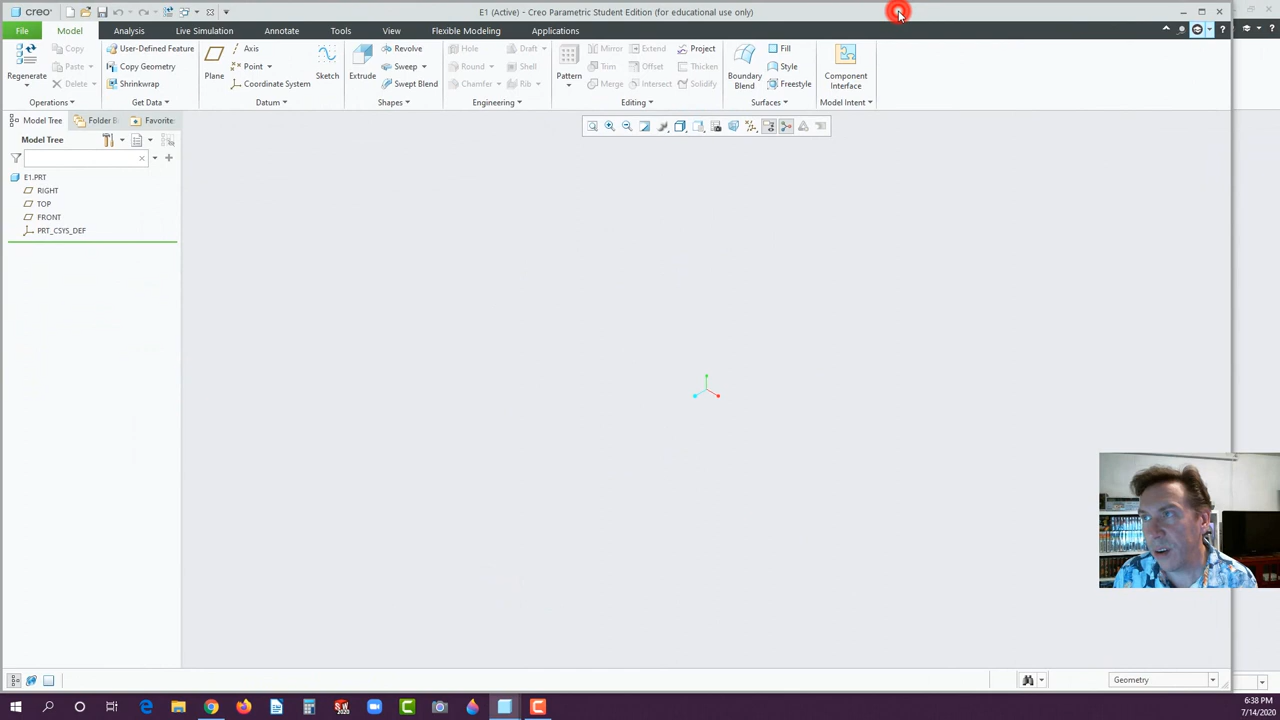 creo
E1 (Active) - Creo Parametric Student Edition (for educational use only)
File Model Analysis Live Simulation Annotate Tools View Flexible Modeling Applications
Regenerate
Copy
Paste
Delete
Operations
User-Defined Feature
Copy Geometry
Shrinkwrap
Get Data
Plane
Axis
Point
Coordinate System
Sketch
Datum
Extrude
Revolve
Sweep
Swept Blend
Shapes
Hole
Round
Chamfer
Draft
Shell
Rib
Engineering
Pattern
Mirror
Trim
Merge
Extend
Offset
Intersect
Project
Thicken
Solidify
Editing
Boundary
Blend
Fill
Style
Freestyle
Surfaces
Component
Interface
Model Intent
Model Tree Folder B Favorite
Model Tree
E1.PRT
RIGHT
TOP
FRONT
PRT_CSYS_DEF
Geometry
6:38 PM
7/14/2020